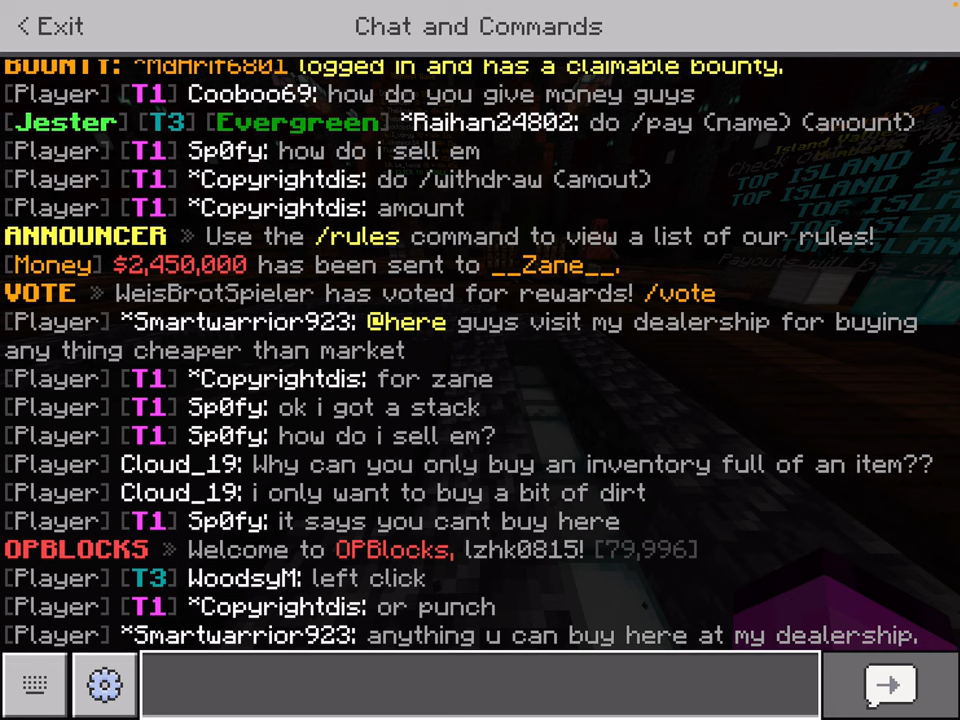 < Exit
Chat and Commands
BOUNTY: *MdArif6801 logged in and has a claimable bounty.
[Player] [T1] Cooboo69: how do you give money guys
[Jester] [T3] [Evergreen] *Raihan24802: do /pay (name) (amount)
[Player] [T1] Sp0fy: how do i sell em
[Player] [T1] *Copyrightdis: do /withdraw (amout)
[Player] [T1] *Copyrightdis: amount
ANNOUNCER » Use the /rules command to view a list of our rules!
[Money] $2,450,000 has been sent to __Zane__.
VOTE » WeisBrotSpieler has voted for rewards! /vote
[Player] *Smartwarrior923: @here guys visit my dealership for buying
any thing cheaper than market
[Player] [T1] *Copyrightdis: for zane
[Player] [T1] Sp0fy: ok i got a stack
[Player] [T1] Sp0fy: how do i sell em?
[Player] Cloud_19: Why can you only buy an inventory full of an item??
[Player] Cloud_19: i only want to buy a bit of dirt
[Player] [T1] Sp0fy: it says you cant buy here
OPBLOCKS » Welcome to OPBlocks, lzhk0815! [79,996]
[Player] [T3] WoodsyM: left click
[Player] [T1] *Copyrightdis: or punch
[Player] *Smartwarrior923: anything u can buy here at my dealership.
TOP ISLAND 1:
TOP ISLAND 2:
TOP ISLA